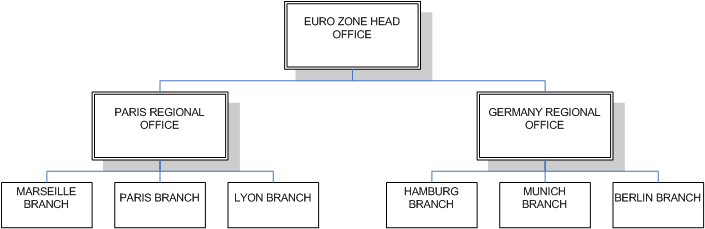 EURO ZONE HEAD
OFFICE
PARIS REGIONAL
OFFICE
GERMANY REGIONAL
OFFICE
MARSEILLE
BRANCH
PARIS BRANCH
LYON BRANCH
HAMBURG
BRANCH
MUNICH
BRANCH
BERLIN BRANCH